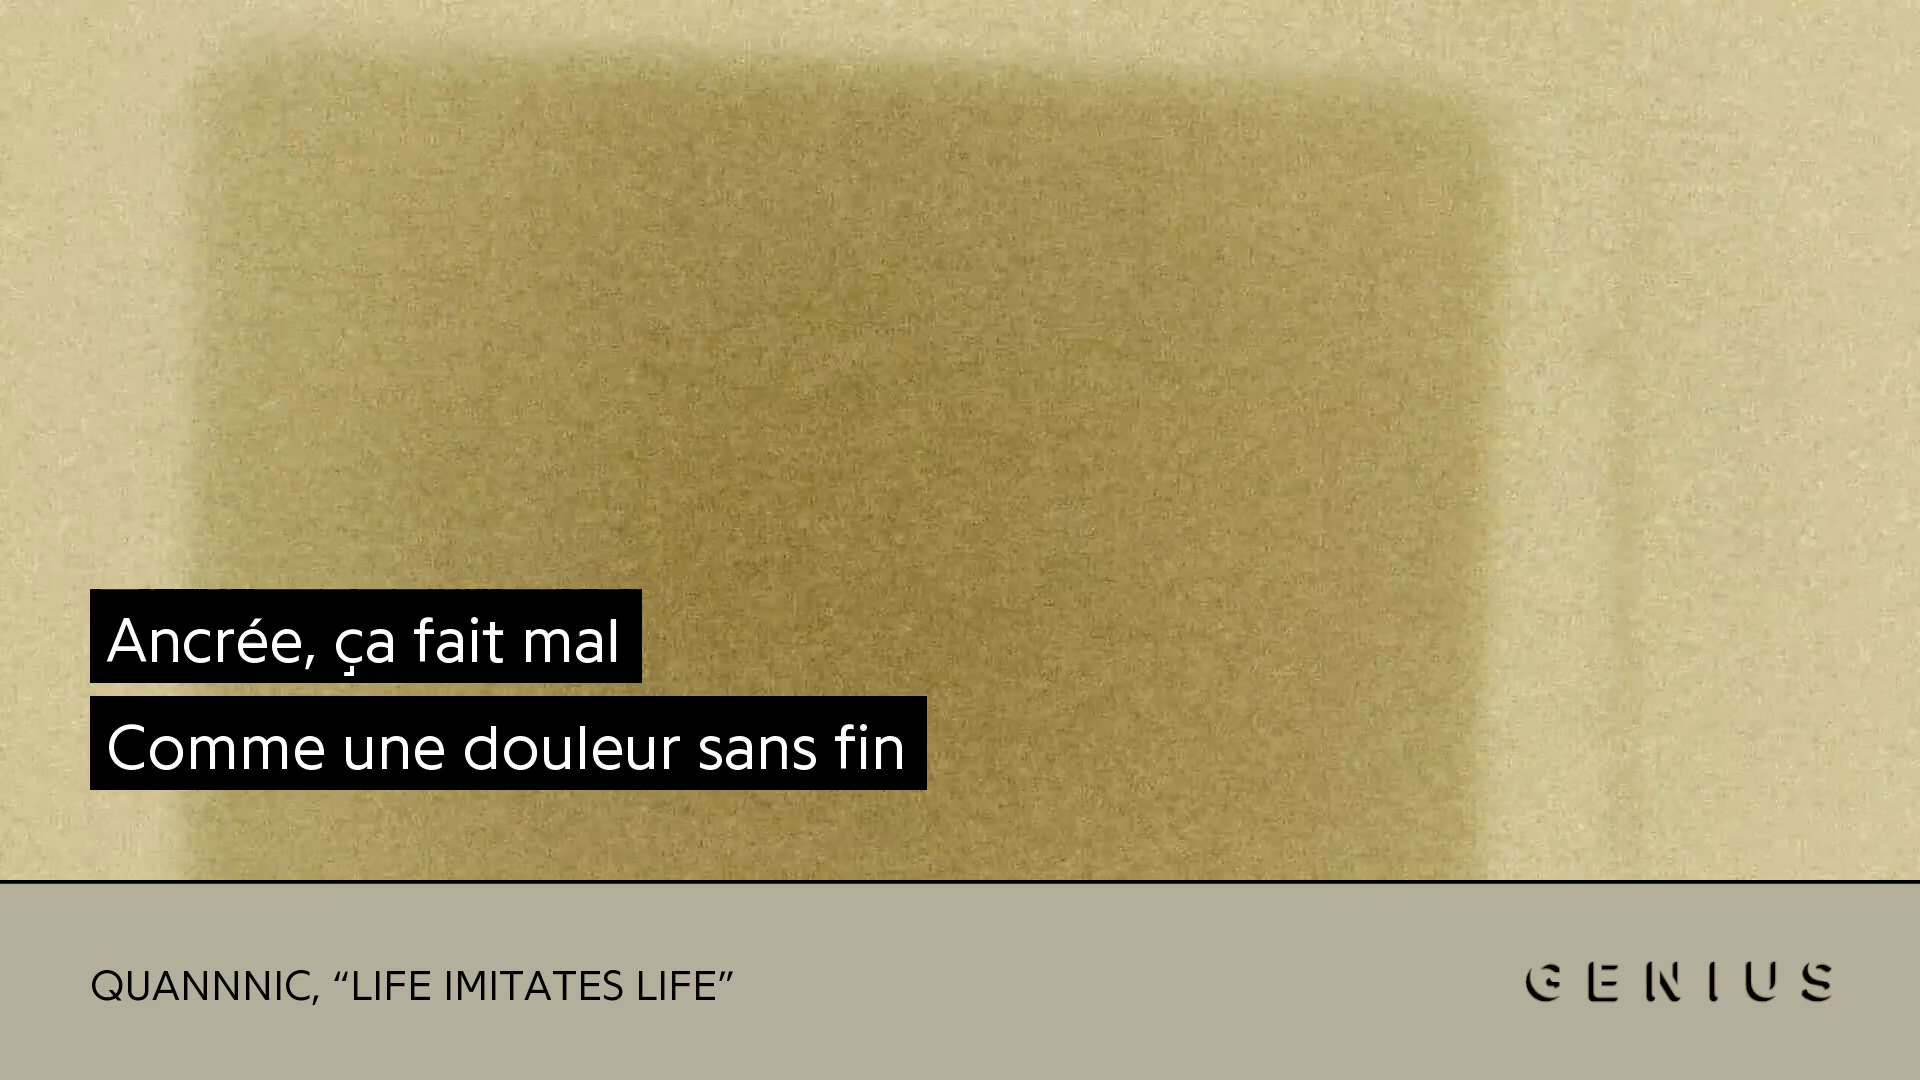 Ancrée, ça fait mal
Comme une douleur sans fin
QUANNNIC, “LIFE IMITATES LIFE”
GENIUS